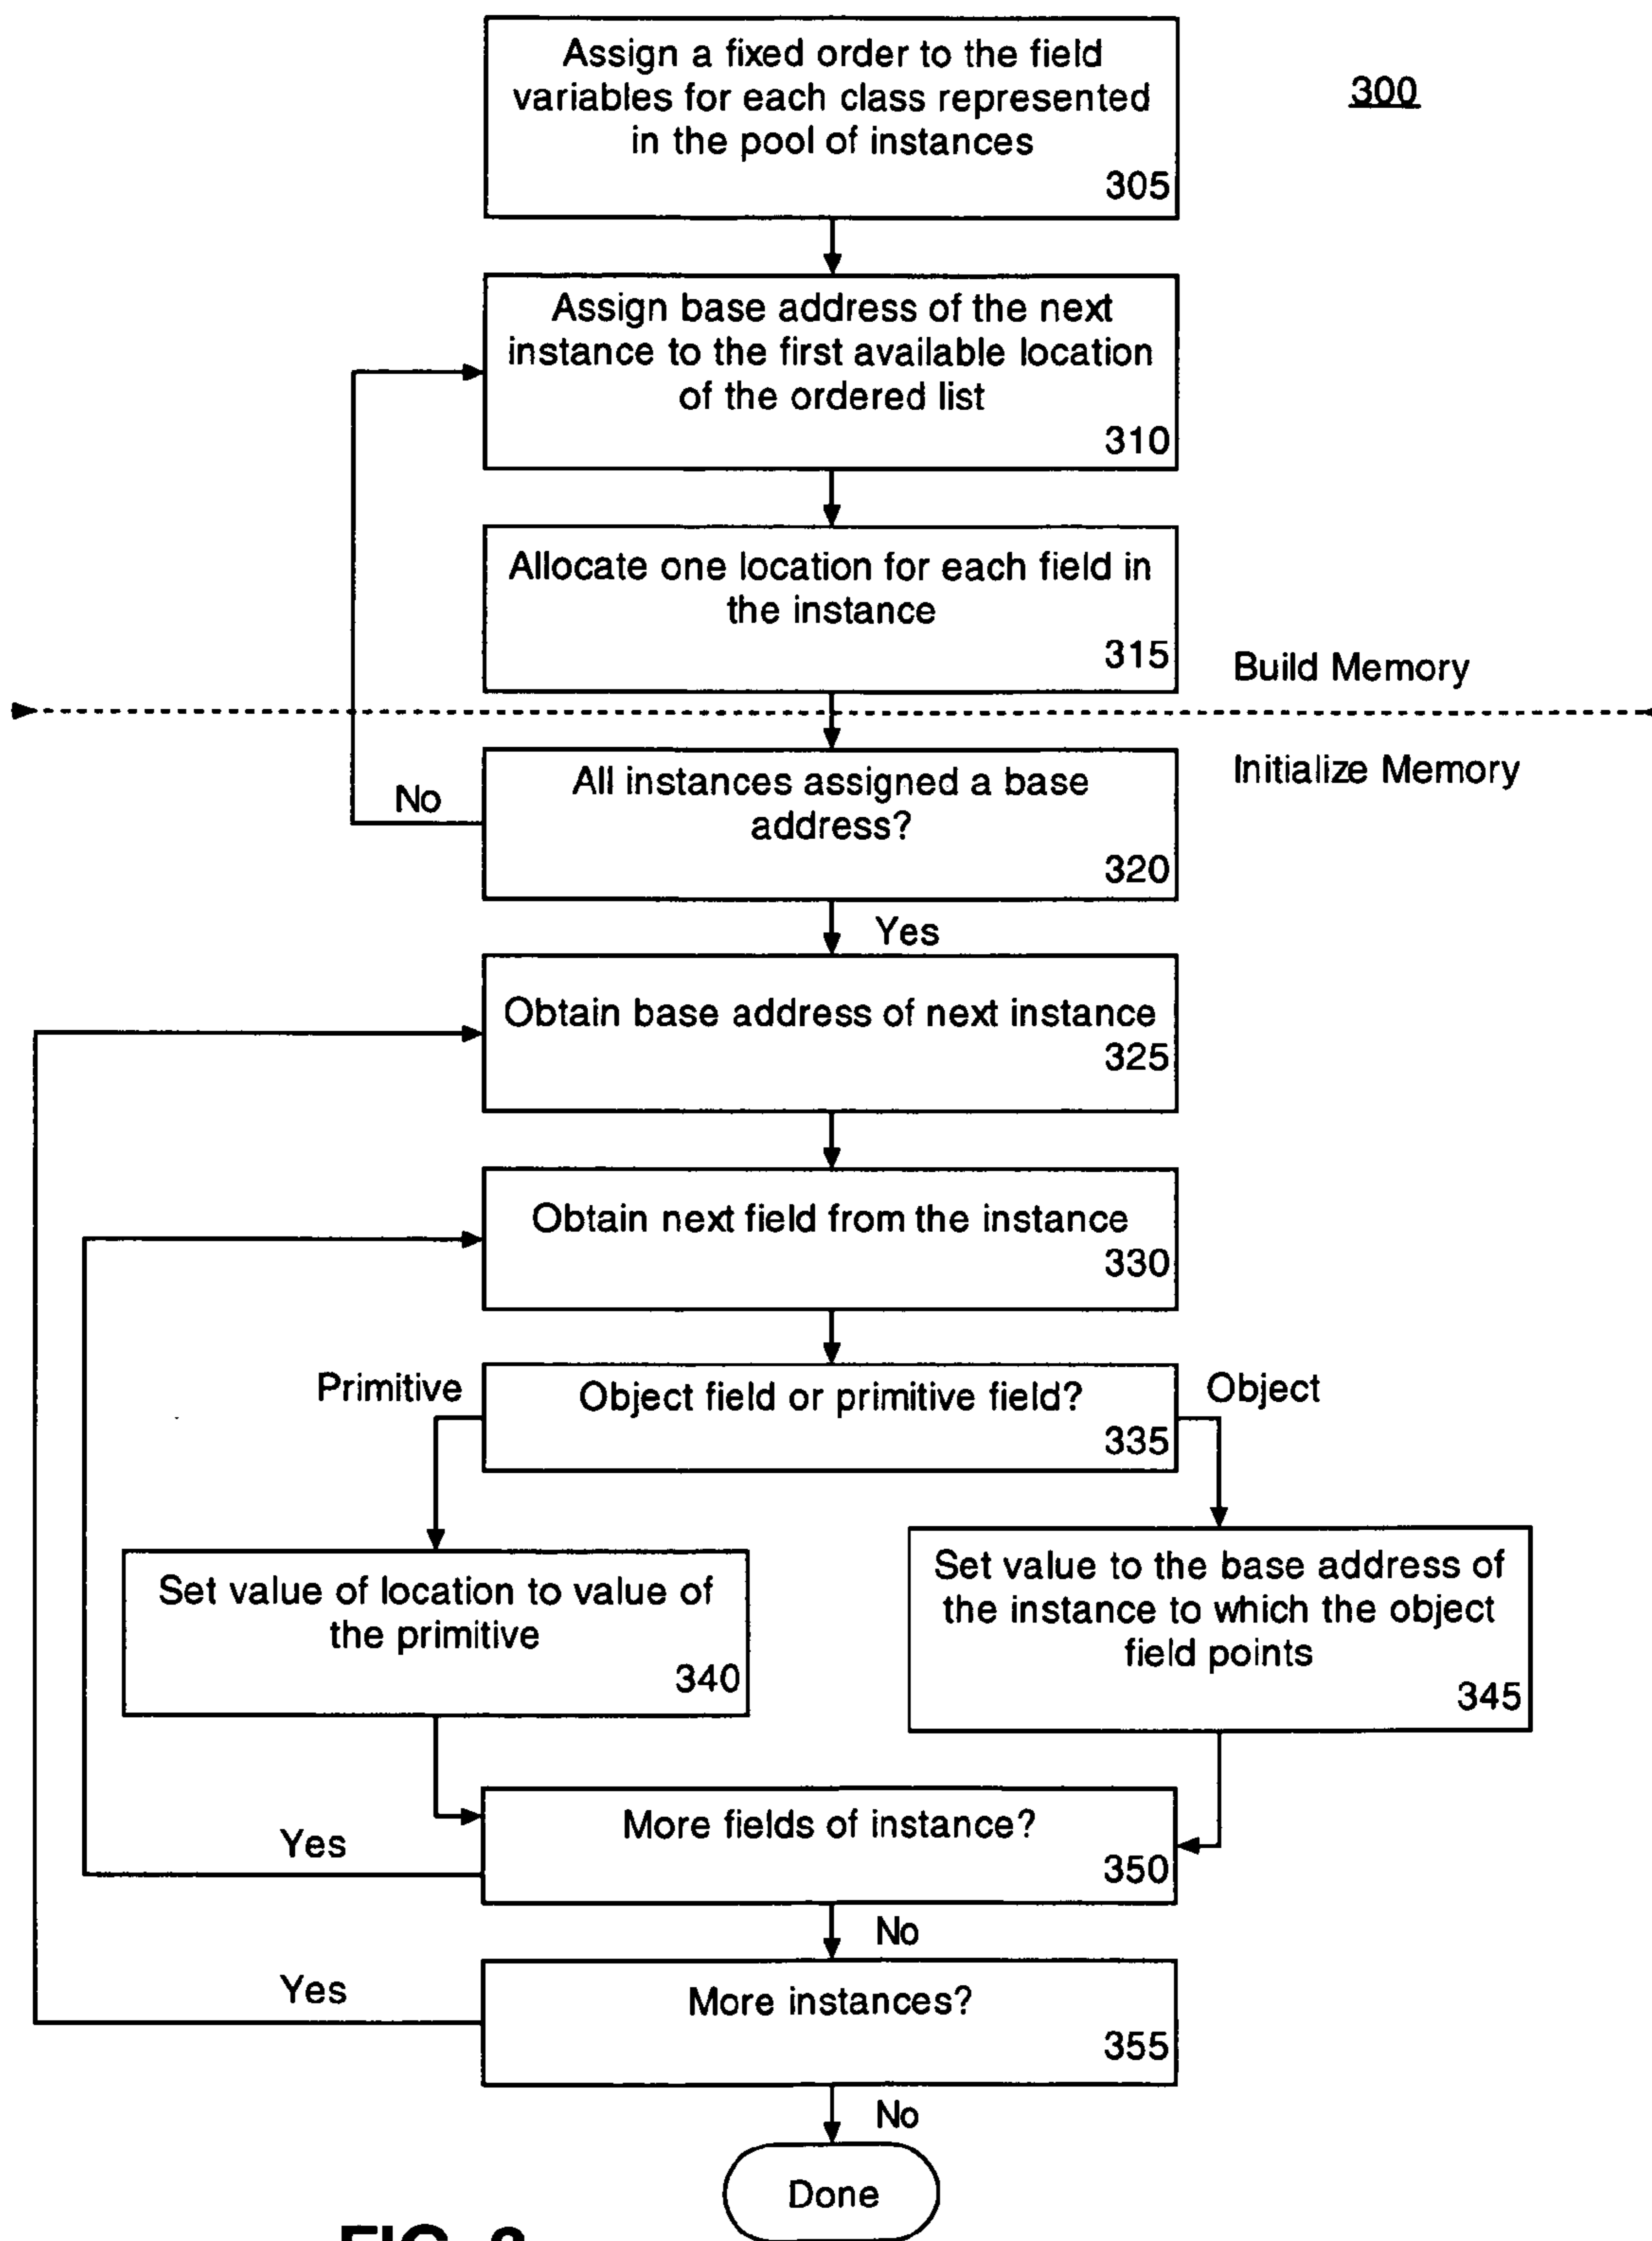 Assign a fixed order to the field
variables for each class represented
in the pool of instances
305
300
Assign base address of the next
instance to the first available location
of the ordered list
310
Allocate one location for each field in
the instance
315
Build Memory
Initialize Memory
All instances assigned a base
address?
320
No
Yes
Obtain base address of next instance
325
Obtain next field from the instance
330
Primitive
Object field or primitive field?
335
Object
Set value of location to value of
the primitive
340
Set value to the base address of
the instance to which the object
field points
345
More fields of instance?
350
Yes
No
More instances?
355
Yes
No
Done